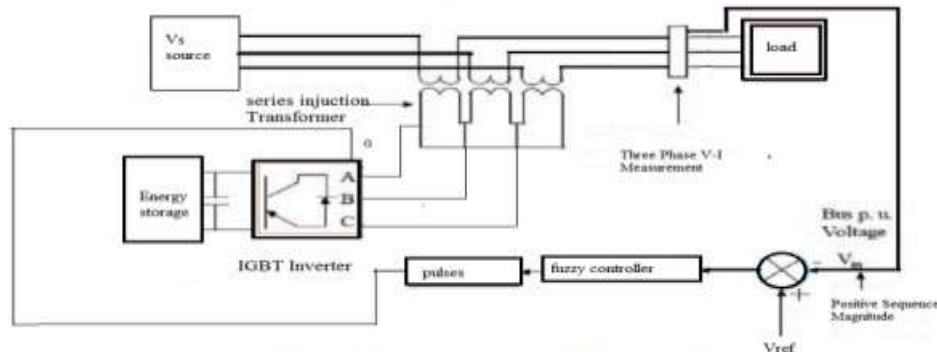 Vs
source
load
series injuction
Transformer
Three Phase V-I
Measurement
A
B
C
Energy
storage
IGBT Inverter
Bus p. u.
Voltage
pulses
fuzzy controller
-
Vm
+
Positive Sequence
Magnitude
Vref